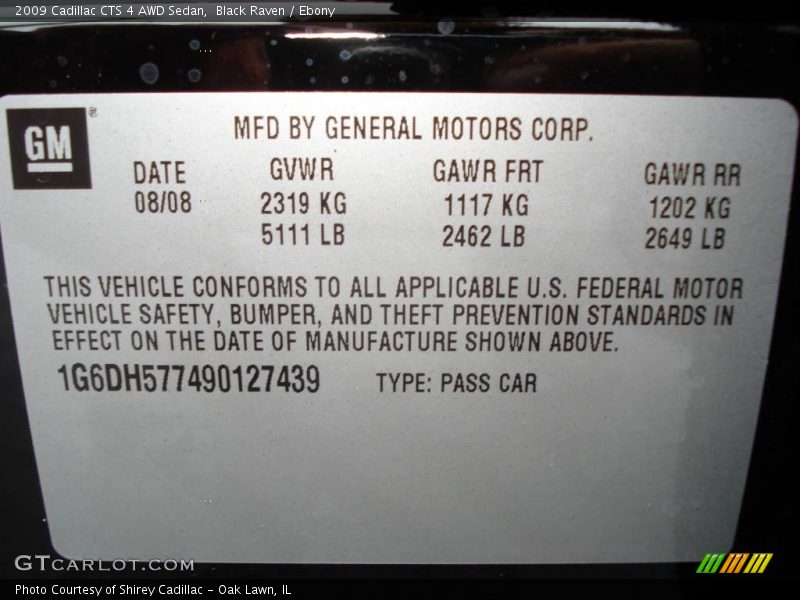 2009 Cadillac CTS 4 AWD Sedan, Black Raven / Ebony
GM®
MFD BY GENERAL MOTORS CORP.
DATE GVWR GAWR FRT GAWR RR
08/08 2319 KG 1117 KG 1202 KG
5111 LB 2462 LB 2649 LB
THIS VEHICLE CONFORMS TO ALL APPLICABLE U.S. FEDERAL MOTOR
VEHICLE SAFETY, BUMPER, AND THEFT PREVENTION STANDARDS IN
EFFECT ON THE DATE OF MANUFACTURE SHOWN ABOVE.
1G6DH577490127439 TYPE: PASS CAR
GTCARLOT.COM
Photo Courtesy of Shirey Cadillac - Oak Lawn, IL